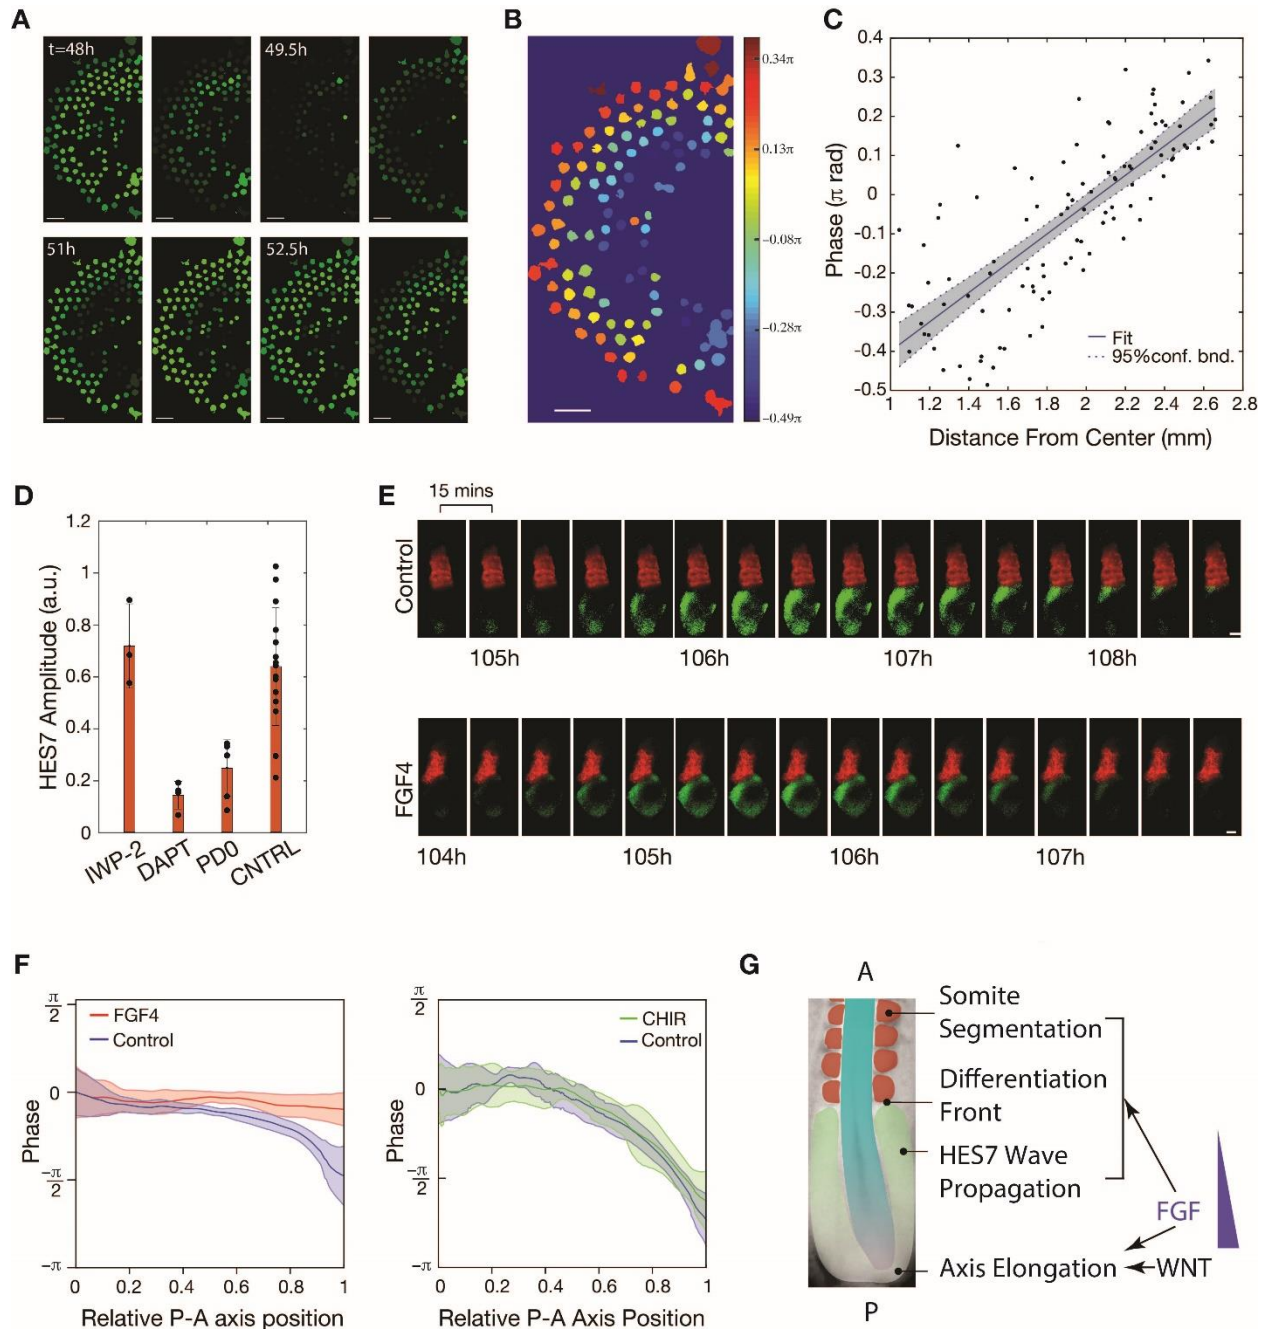 A
t=48h
49.5h
51h
52.5h
B
0.34π
0.13π
−0.08π
−0.28π
−0.49π
C
0.4
0.3
0.2
0.1
0
-0.1
-0.2
-0.3
-0.4
-0.5
Phase (π rad)
Fit
95%conf. bnd.
1 1.2 1.4 1.6 1.8 2 2.2 2.4 2.6 2.8
Distance From Center (mm)
D
1.2
1
0.8
0.6
0.4
0.2
0
HES7 Amplitude (a.u.)
IWP-2 DAPT PD0 CNTRL
E
15 mins
Control
105h 106h 107h 108h
FGF4
104h 105h 106h 107h
F
π
2
0
−π
2
−π
Phase
FGF4
Control
0 0.2 0.4 0.6 0.8 1
Relative P-A axis position
π
2
0
−π
2
−π
Phase
CHIR
Control
0 0.2 0.4 0.6 0.8 1
Relative P-A Axis Position
G
A
Somite
Segmentation
Differentiation
Front
HES7 Wave
Propagation
FGF
Axis Elongation
WNT
P